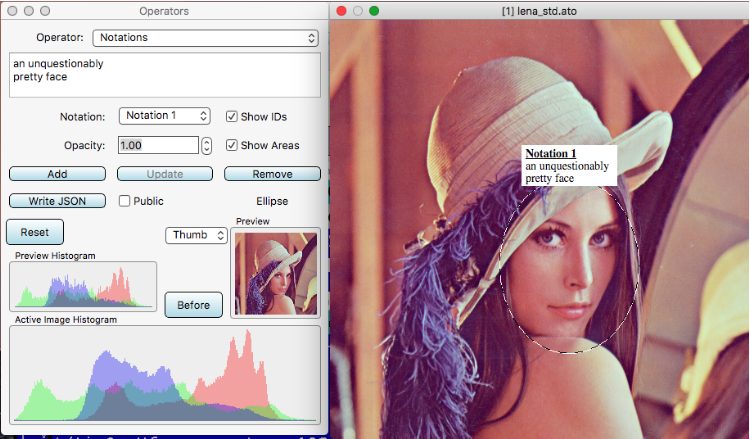 Operators
Operator: Notations
an unquestionably
pretty face
Notation: Notation 1 Show IDs
Opacity: 1.00 Show Areas
Add Update Remove
Write JSON Public Ellipse
Reset Thumb Preview
Preview Histogram
Before
Active Image Histogram
[1] lena_std.ato
Notation 1
an unquestionably
pretty face